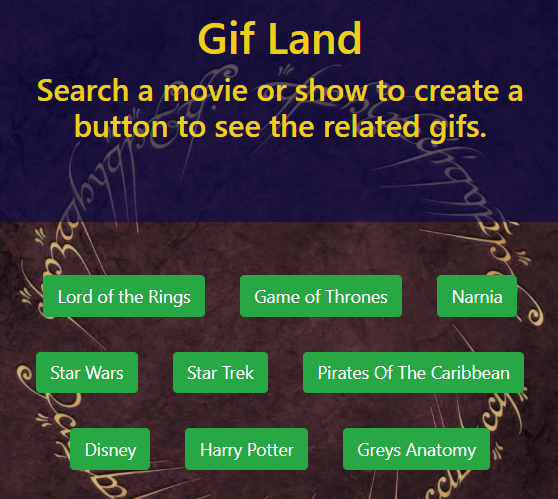 Gif Land
Search a movie or show to create a
button to see the related gifs.
Lord of the Rings
Game of Thrones
Narnia
Star Wars
Star Trek
Pirates Of The Caribbean
Disney
Harry Potter
Greys Anatomy